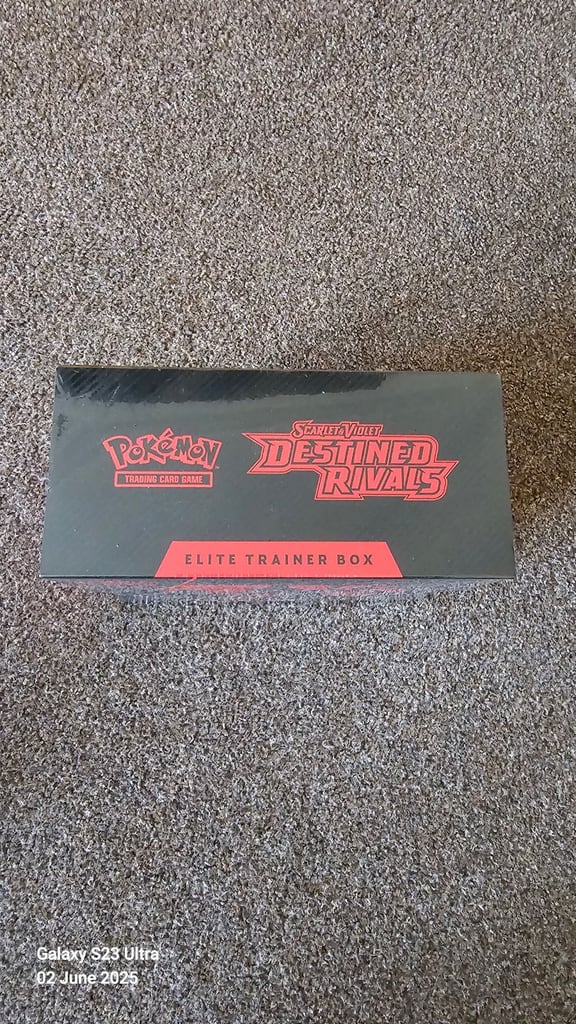 Pokémon
TRADING CARD GAME
SCARLET & VIOLET
DESTINED
RIVALS
ELITE TRAINER BOX
Galaxy S23 Ultra
02 June 2025